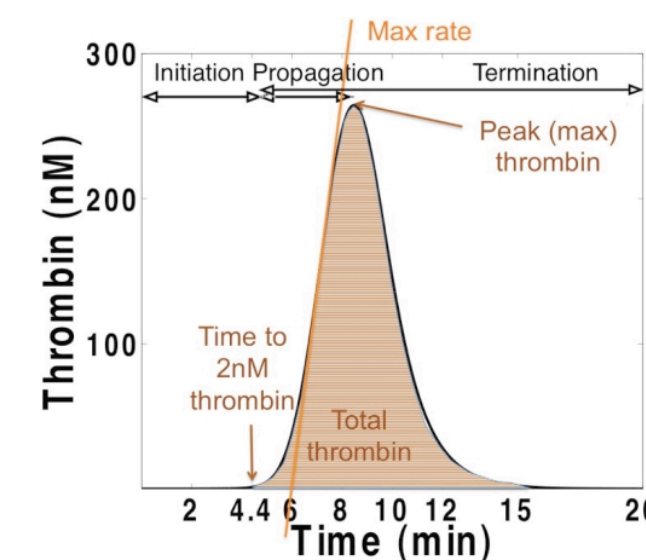 Max rate
300
Initiation Propagation Termination
Peak (max)
thrombin
200
Thrombin (nM)
100
Time to
2nM
thrombin
Total
thrombin
2 4.4 6 8 10 12 15 20
Time (min)